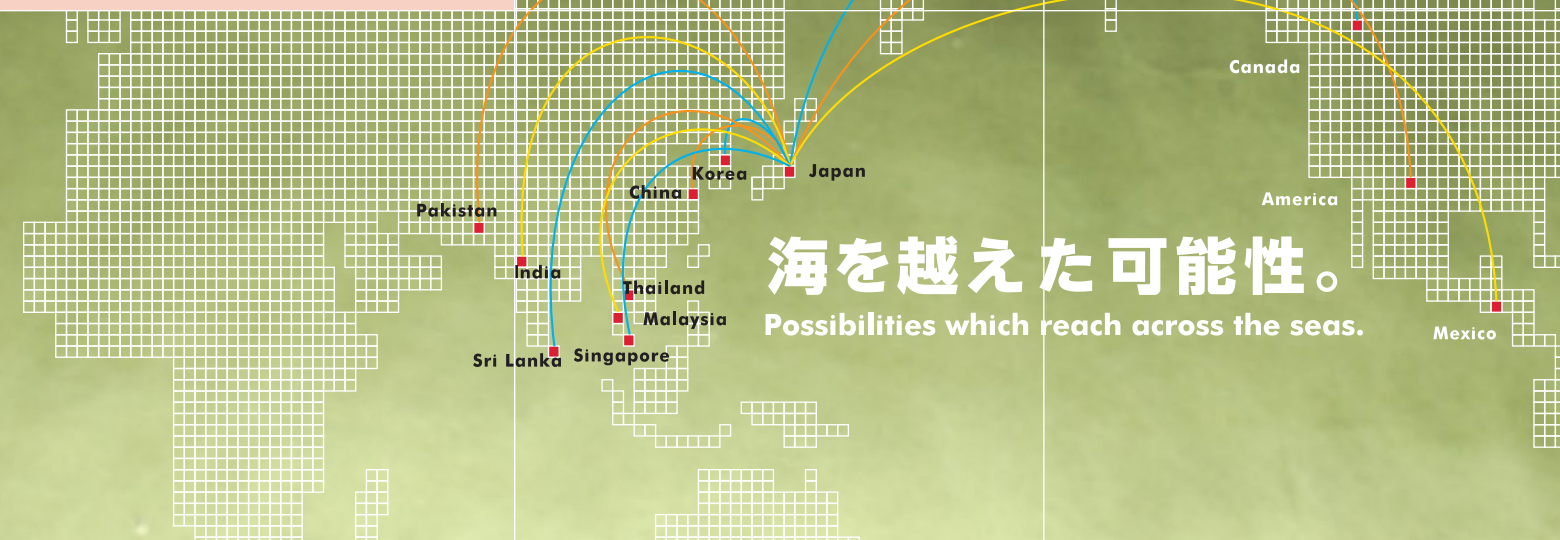 Canada
Korea
Japan
China
America
Pakistan
India
Thailand
Malaysia
Sri Lanka
Singapore
海を越えた可能性。
Possibilities which reach across the seas.
Mexico